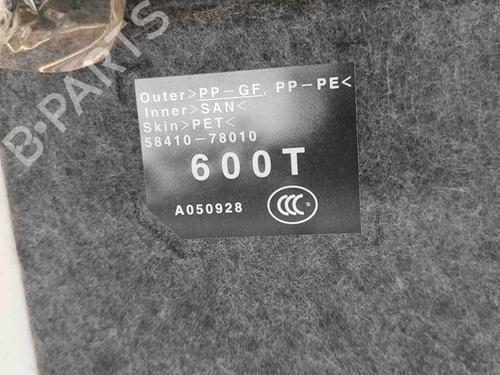 Outer>PP-GF, PP-PE<
Inner>SAN<
Skin>PET<
58410-78010
600T
A050928
CCC S
B-PARTS